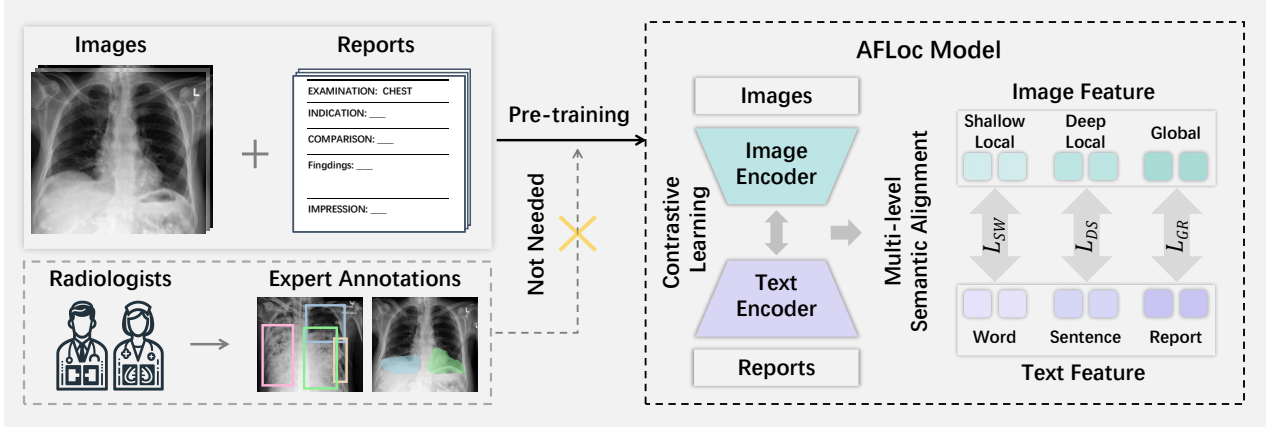 Images
Reports
L
EXAMINATION: CHEST
INDICATION: ___
COMPARISON: ___
Fingdings: ___
IMPRESSION: ___
Pre-training
Not Needed
Radiologists
Expert Annotations
L
AFLoc Model
Images
Image
Encoder
Contrastive
Learning
Text
Encoder
Reports
Multi-level
Semantic Alignment
Image Feature
Shallow
Local
Deep
Local
Global
L_SW
L_DS
L_GR
Word
Sentence
Report
Text Feature